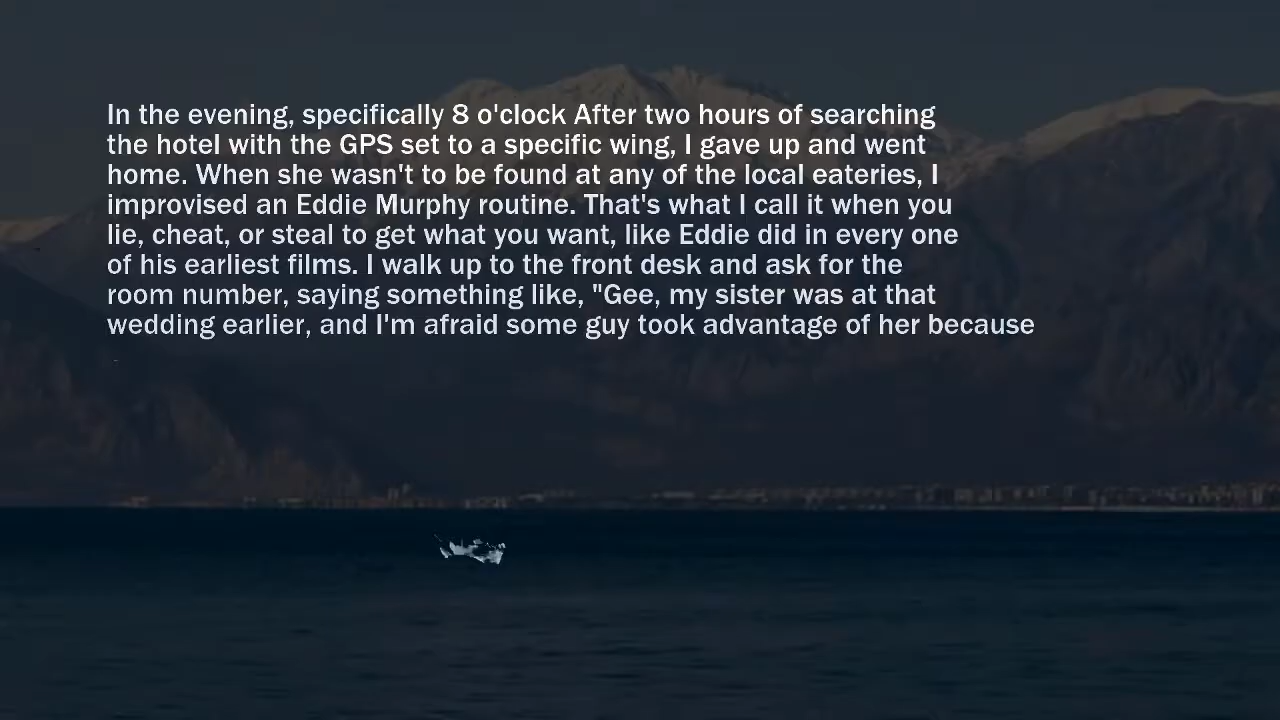 In the evening, specifically 8 o'clock After two hours of searching
the hotel with the GPS set to a specific wing, I gave up and went
home. When she wasn't to be found at any of the local eateries, I
improvised an Eddie Murphy routine. That's what I call it when you
lie, cheat, or steal to get what you want, like Eddie did in every one
of his earliest films. I walk up to the front desk and ask for the
room number, saying something like, "Gee, my sister was at that
wedding earlier, and I'm afraid some guy took advantage of her because